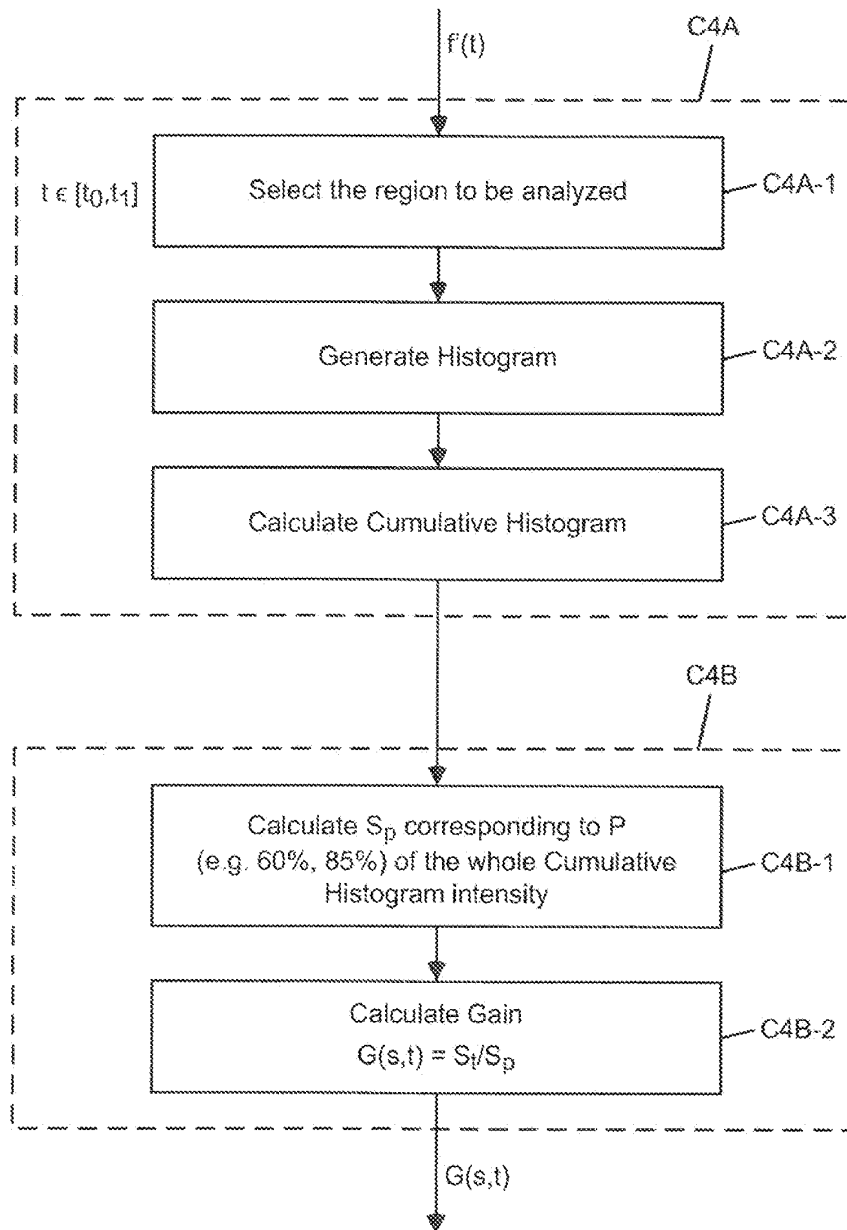 C4A
f'(t)
t ϵ [t₀,t₁]
Select the region to be analyzed
C4A-1
Generate Histogram
C4A-2
Calculate Cumulative Histogram
C4A-3
C4B
Calculate Sₚ corresponding to P
(e.g. 60%, 85%) of the whole Cumulative
Histogram intensity
C4B-1
Calculate Gain
G(s,t) = Sₜ/Sₚ
C4B-2
G(s,t)